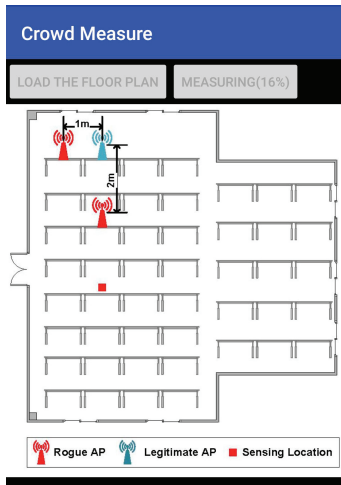 Crowd Measure
LOAD THE FLOOR PLAN MEASURING(16%)
1m
2m
Rogue AP Legitimate AP Sensing Location